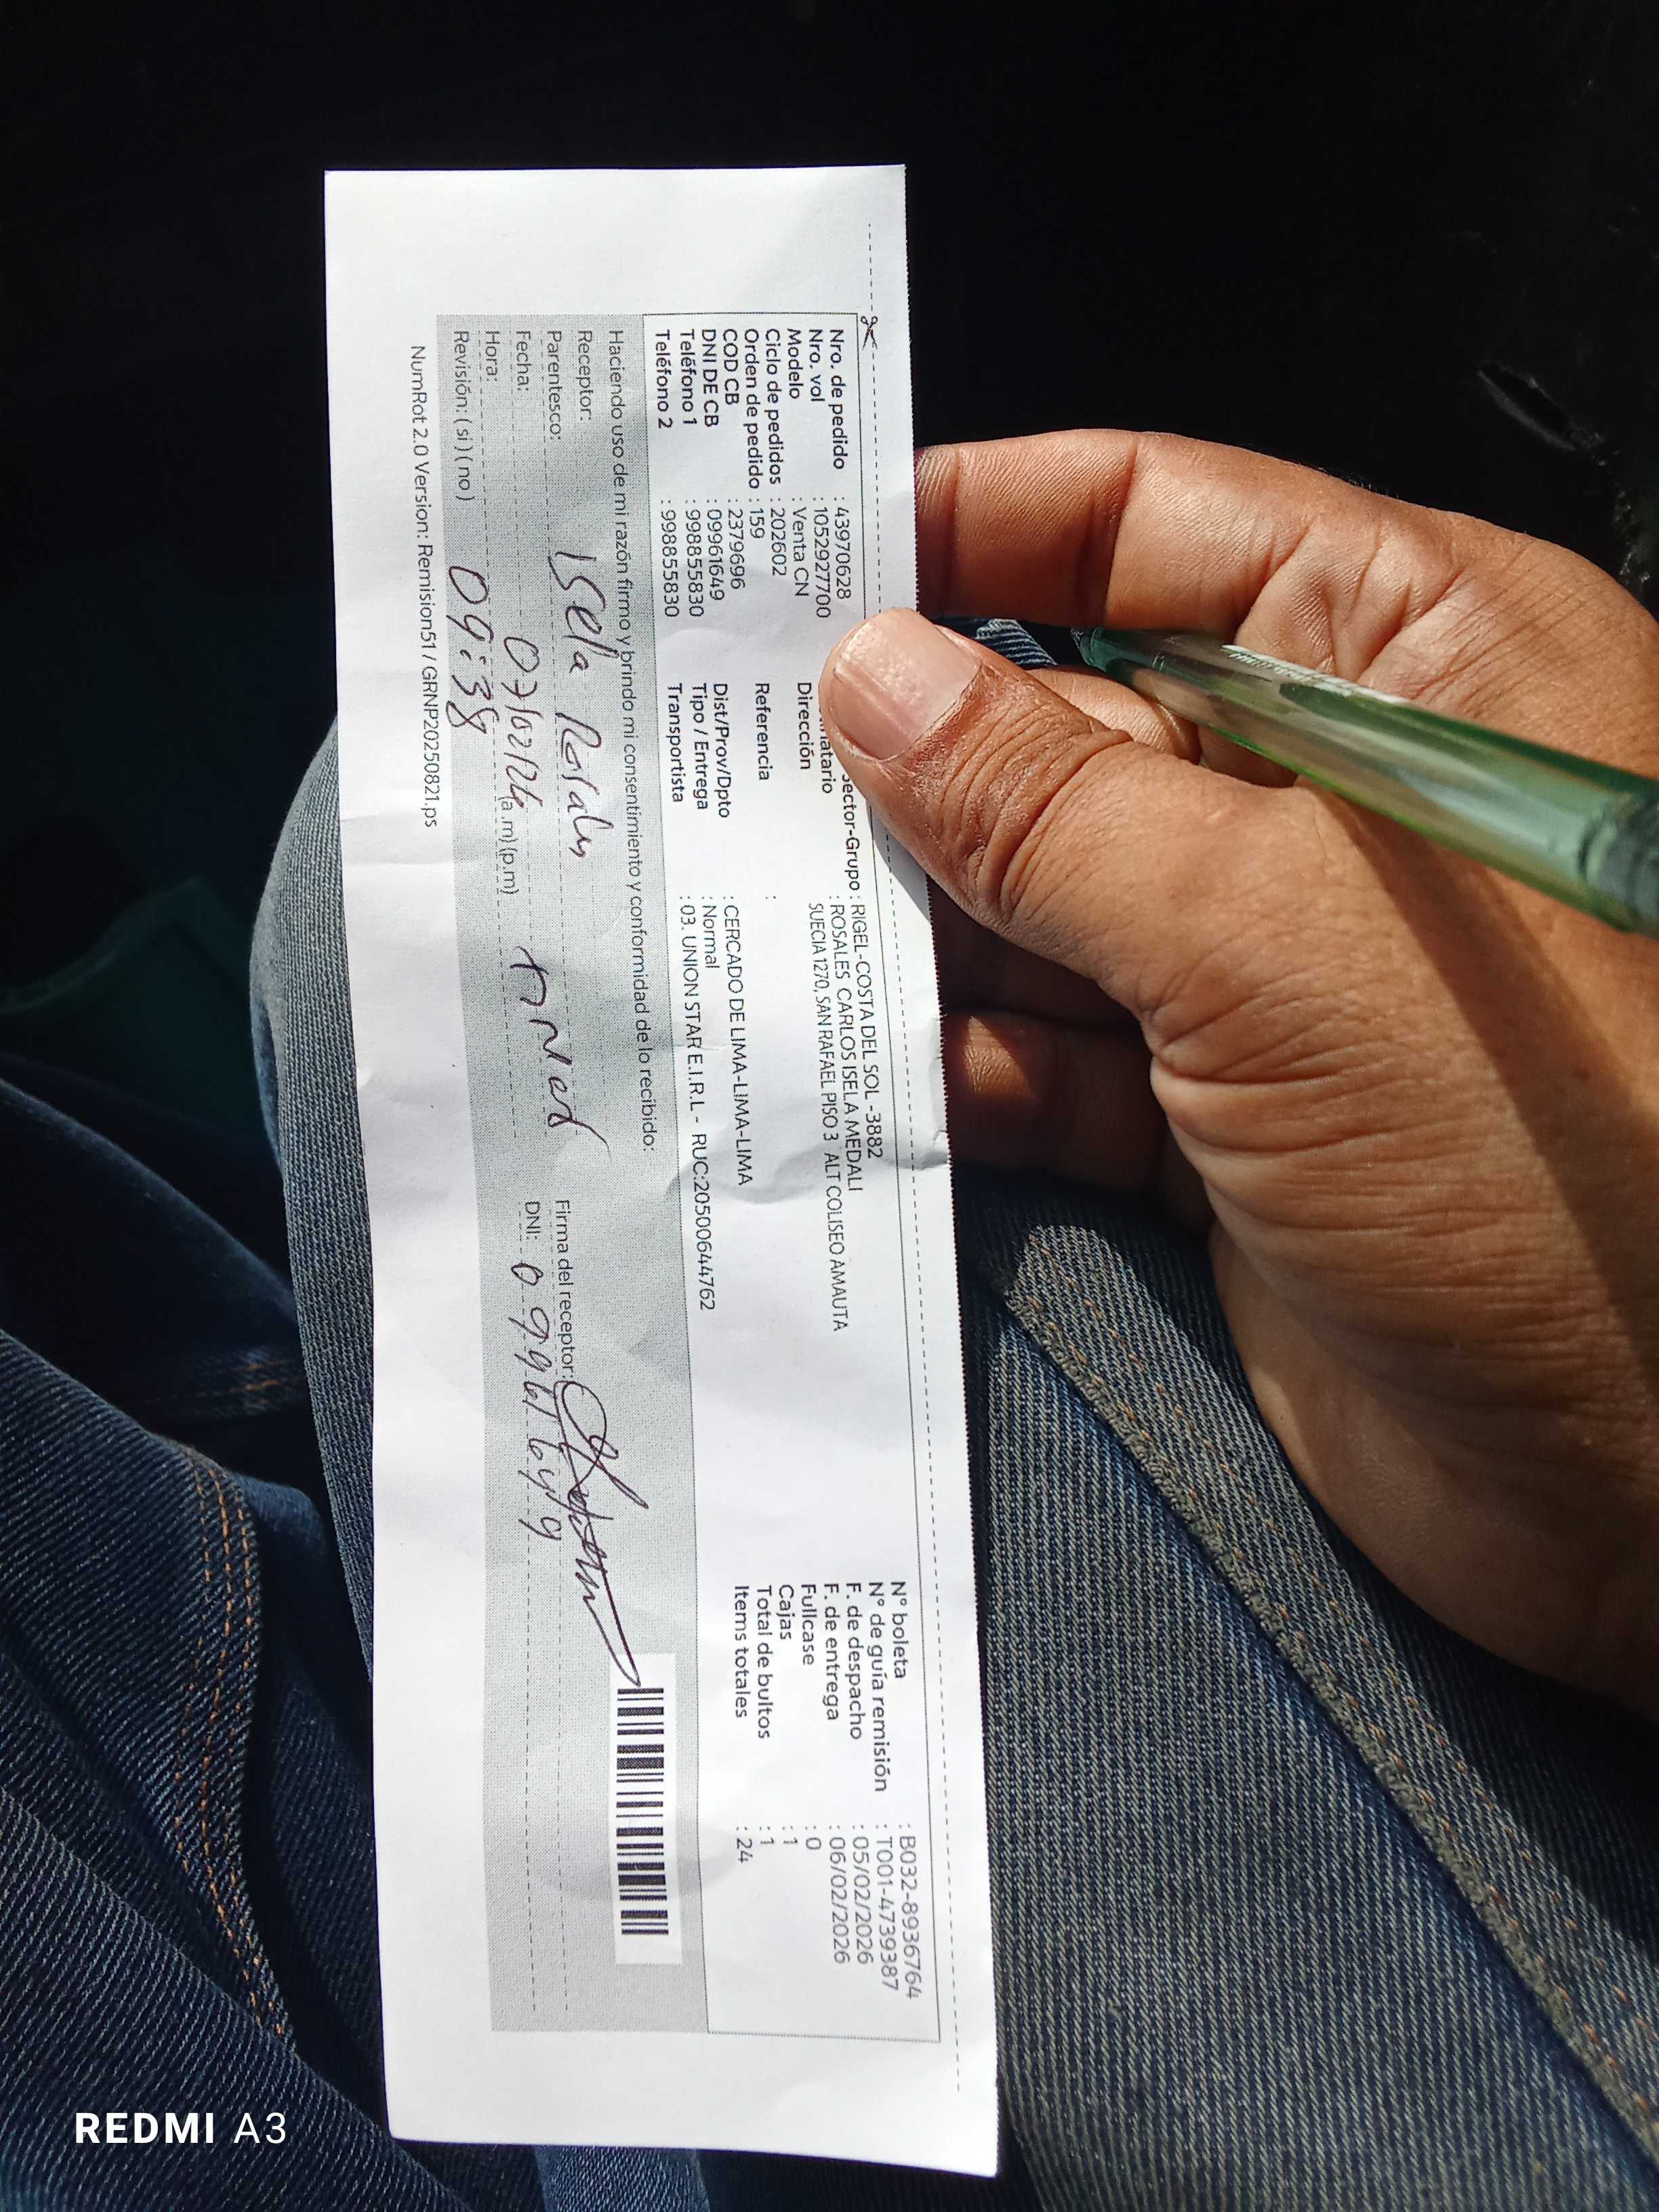 Nro. de pedido : 43970628
Nro. vol : 1052927700
Modelo : Venta CN
Ciclo de pedidos : 202602
Orden de pedido : 159
COD CB : 2379696
DNI DE CB : 09961649
Teléfono 1 : 998855830
Teléfono 2 : 998855830
Sector-Grupo : RIGEL-COSTA DEL SOL -3882
: ROSALES CARLOS ISELA MEDALI
Dirección SUECIA 1270, SAN RAFAEL PISO 3 ALT COLISEO AMAUTA
Referencia :
Dist/Prov/Dpto : CERCADO DE LIMA-LIMA-LIMA
Tipo / Entrega : Normal
Transportista : 03. UNION STAR E.I.R.L - RUC:20500644762
N° boleta : B032-8936764
N° de guía remisión : T001-4739387
F. de despacho : 05/02/2026
F. de entrega : 06/02/2026
Fullcase : 0
Cajas : 1
Total de bultos : 1
Items totales : 24
Haciendo uso de mi razón firmo y brindo mi consentimiento y conformidad de lo recibido:
Receptor: Isela Rosales
Parentesco:
Fecha: 07/02/26
Hora: 09:38 (a.m) (p.m)
Revisión: ( si ) ( no )
Firma del receptor:
DNI: 09961649
NumRot 2.0 Version: Remision51 / GRNP20250821.ps
REDMI A3